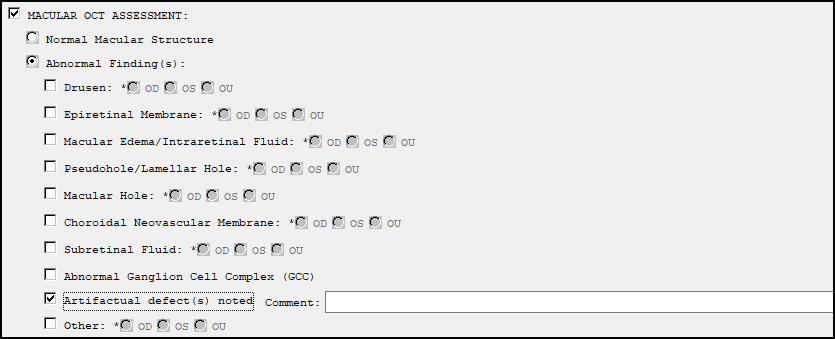 MACULAR OCT ASSESSMENT:
Normal Macular Structure
Abnormal Finding(s):
Drusen: * OD OS OU
Epiretinal Membrane: * OD OS OU
Macular Edema/Intraretinal Fluid: * OD OS OU
Pseudohole/Lamellar Hole: * OD OS OU
Macular Hole: * OD OS OU
Choroidal Neovascular Membrane: * OD OS OU
Subretinal Fluid: * OD OS OU
Abnormal Ganglion Cell Complex (GCC)
Artifactual defect(s) noted Comment:
Other: * OD OS OU